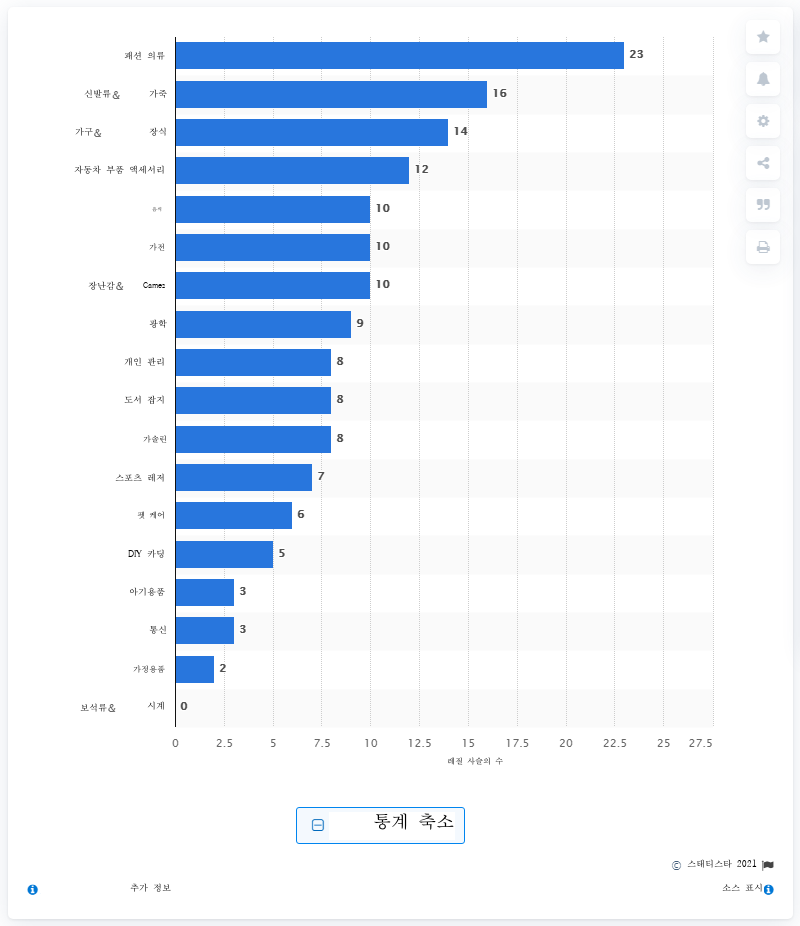 패션 의류 23
신발류& 가죽 16
가구& 장식 14
자동차 부품 액세서리 12
10
가전 10
장난감& Games 10
광학 9
개인 관리 8
도서 잡지 8
가솔린 8
스포츠 레저 7
펫 케어 6
DIY 카딩 5
아기용품 3
통신 3
가정용품 2
보석류& 시계 0
0 2.5 5 7.5 10 12.5 15 17.5 20 22.5 25 27.5
레질 사슬의 수
통계 축소
© 스태티스타 2021
추가 정보 소스 표시